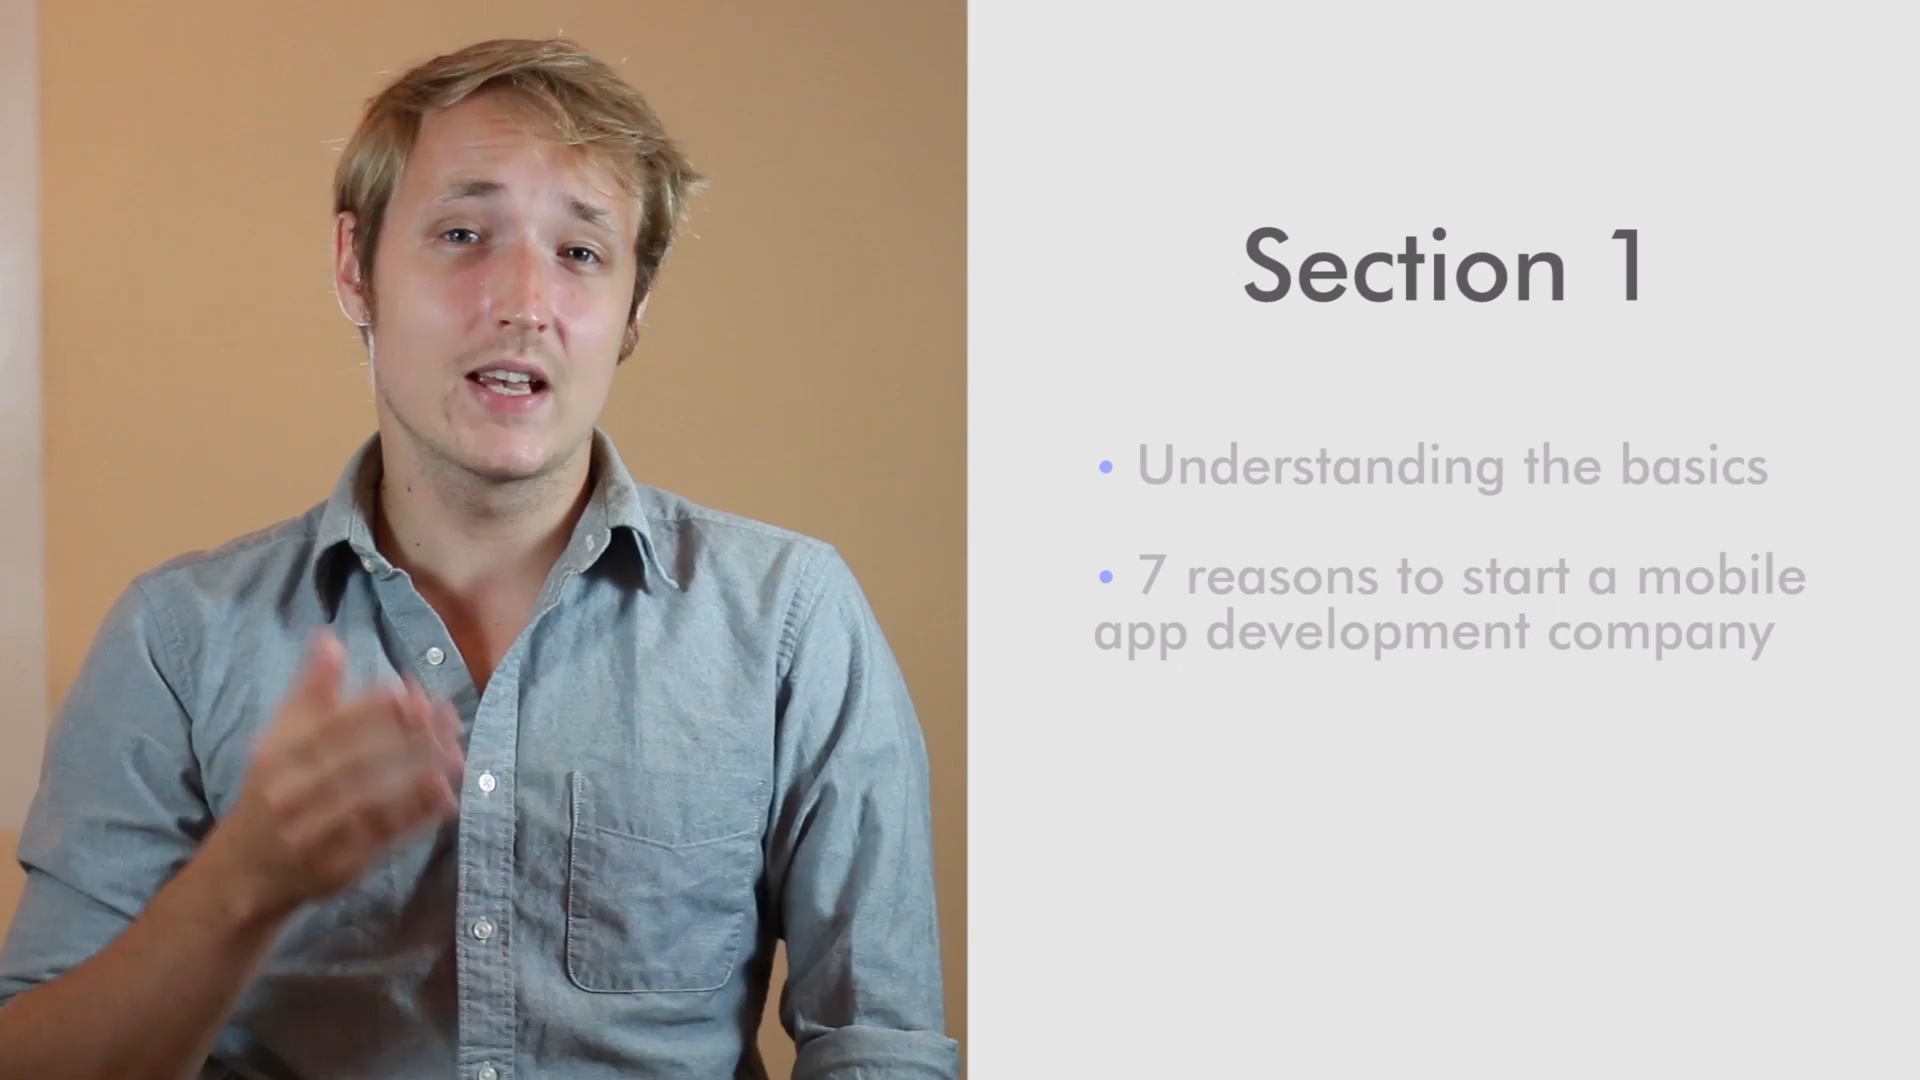 Section 1
• Understanding the basics
• 7 reasons to start a mobile
app development company